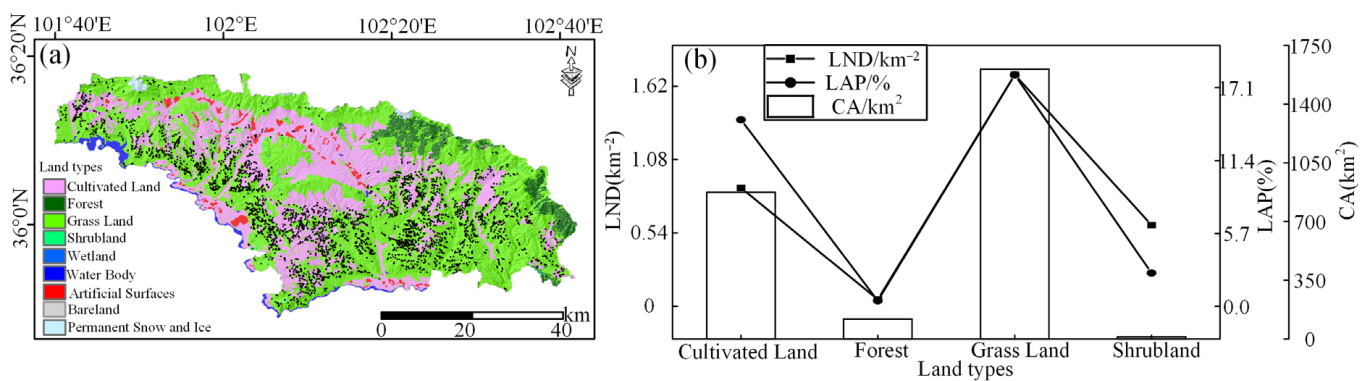 101°40'E 102°E 102°20'E 102°40'E
36°20'N
36°0'N
(a)
N
Land types
Cultivated Land
Forest
Grass Land
Shrubland
Wetland
Water Body
Artificial Surfaces
Bareland
Permanent Snow and Ice
km
0 20 40
(b)
LND/km⁻²
LAP/%
CA/km²
LND(km⁻²)
1.62
1.08
0.54
0
LAP(%)
17.1
11.4
5.7
0.0
CA(km²)
1750
1400
1050
700
350
0
Cultivated Land Forest Grass Land Shrubland
Land types